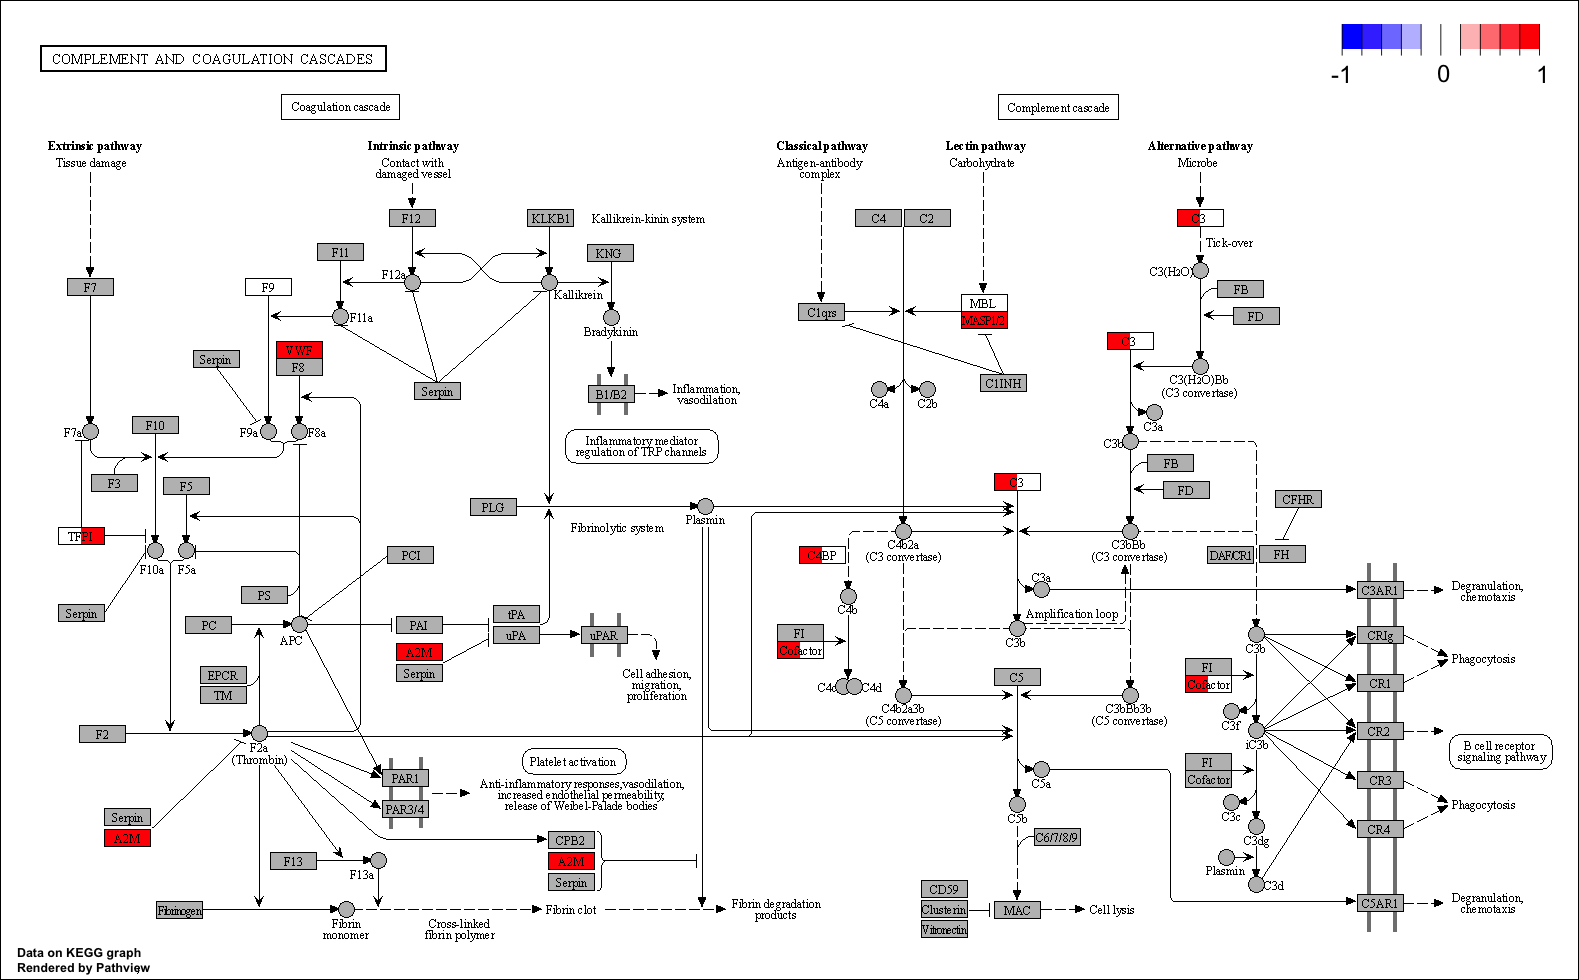 COMPLEMENT AND COAGULATION CASCADES
-1 0 1
Coagulation cascade
Complement cascade
Extrinsic pathway
Tissue damage
Intrinsic pathway
Contact with
damaged vessel
Classical pathway
Antigen-antibody
complex
Lectin pathway
Carbohydrate
Alternative pathway
Microbe
F12
KLKB1
Kallikrein-kinin system
C4
C2
C3
Tick-over
F11
KNG
F12a
Kallikrein
C3(H2O)
F7
F9
FB
MBL
MASP1/2
C1qrs
FD
F11a
Bradykinin
C3
VWF
F8
Serpin
C3(H2O)Bb
(C3 convertase)
C1INH
Serpin
B1/B2
Inflammation,
vasodilation
C4a
C2b
C3a
F10
F7a
F9a
F8a
C3b
Inflammatory mediator
regulation of TRP channels
FB
F3
F5
C3
FD
CFHR
PLG
Plasmin
Fibrinolytic system
TFPI
C4b2a
(C3 convertase)
C3bBb
(C3 convertase)
C4BP
DAF/CR1
FH
PCI
F10a
F5a
C3a
C3AR1
Degranulation,
chemotaxis
PS
C4b
Serpin
tPA
Amplification loop
PC
APC
PAI
uPA
uPAR
FI
Cofactor
C3b
C3b
CRIg
Phagocytosis
A2M
Serpin
EPCR
TM
Cell adhesion,
migration,
proliferation
C5
FI
Cofactor
CR1
C4c
C4d
C4b2a3b
(C5 convertase)
C3bBb3b
(C5 convertase)
C3f
F2
F2a
(Thrombin)
iC3b
CR2
B cell receptor
signaling pathway
Platelet activation
PAR1
FI
Cofactor
C5a
CR3
Anti-inflammatory responses,vasodilation,
increased endothelial permeability,
release of Weibel-Palade bodies
PAR3/4
C5b
C3c
Phagocytosis
Serpin
A2M
CPB2
A2M
Serpin
C6/7/8/9
C3dg
CR4
F13
F13a
Plasmin
C3d
CD59
Clusterin
Vitronectin
MAC
Cell lysis
C5AR1
Degranulation,
chemotaxis
Fibrinogen
Fibrin
monomer
Cross-linked
fibrin polymer
Fibrin clot
Fibrin degradation
products
Data on KEGG graph
Rendered by Pathview